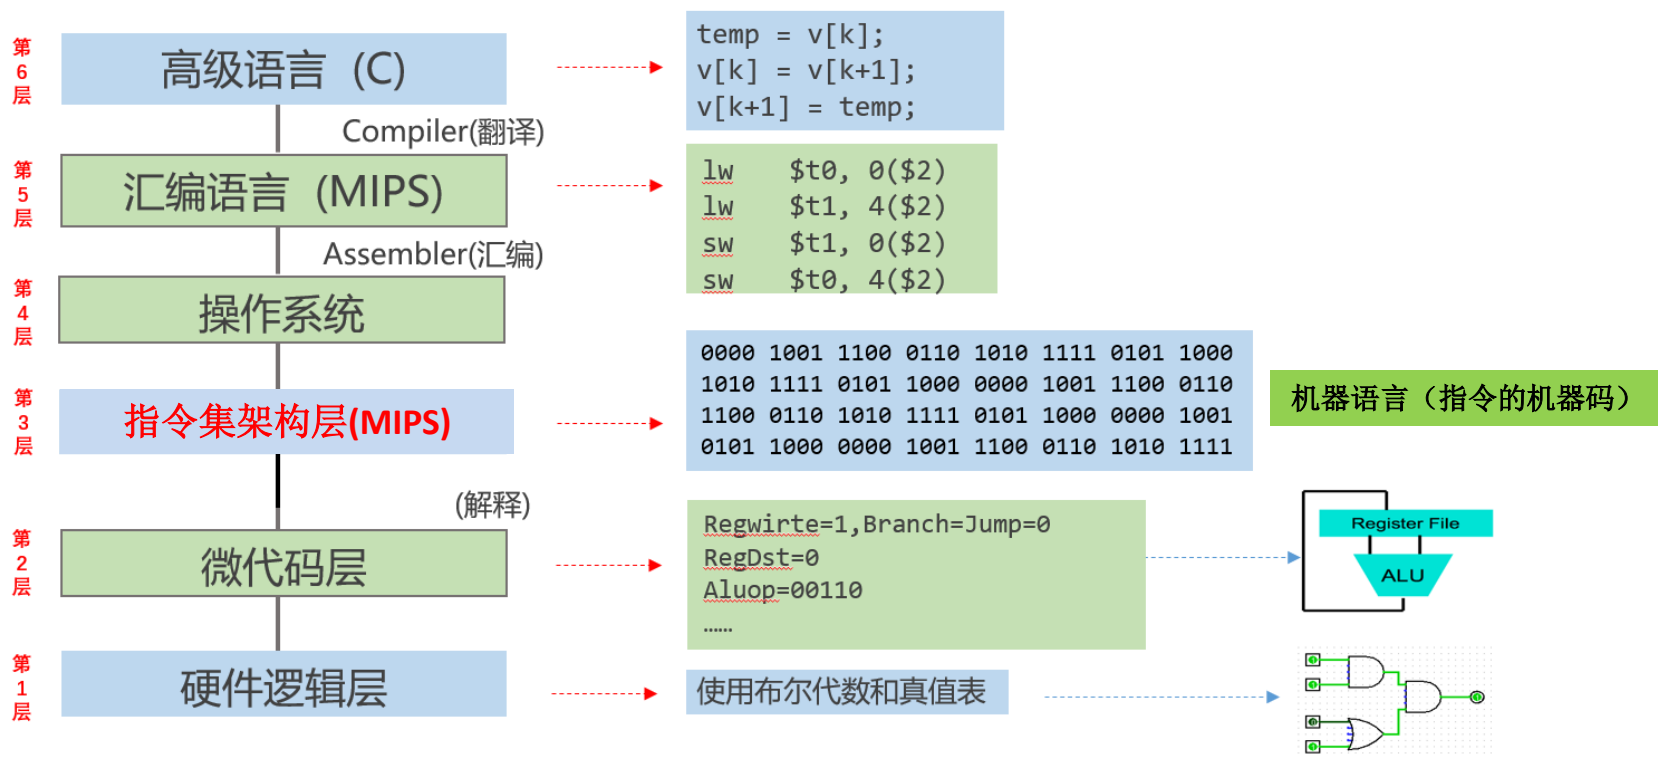 第6层
高级语言 (C)
temp = v[k];
v[k] = v[k+1];
v[k+1] = temp;
Compiler(翻译)
第5层
汇编语言 (MIPS)
lw $t0, 0($2)
lw $t1, 4($2)
sw $t1, 0($2)
sw $t0, 4($2)
Assembler(汇编)
第4层
操作系统
第3层
指令集架构层(MIPS)
0000 1001 1100 0110 1010 1111 0101 1000
1010 1111 0101 1000 0000 1001 1100 0110
1100 0110 1010 1111 0101 1000 0000 1001
0101 1000 0000 1001 1100 0110 1010 1111
机器语言（指令的机器码）
(解释)
第2层
微代码层
Regwirte=1,Branch=Jump=0
RegDst=0
Aluop=00110
……
Register File
ALU
第1层
硬件逻辑层
使用布尔代数和真值表